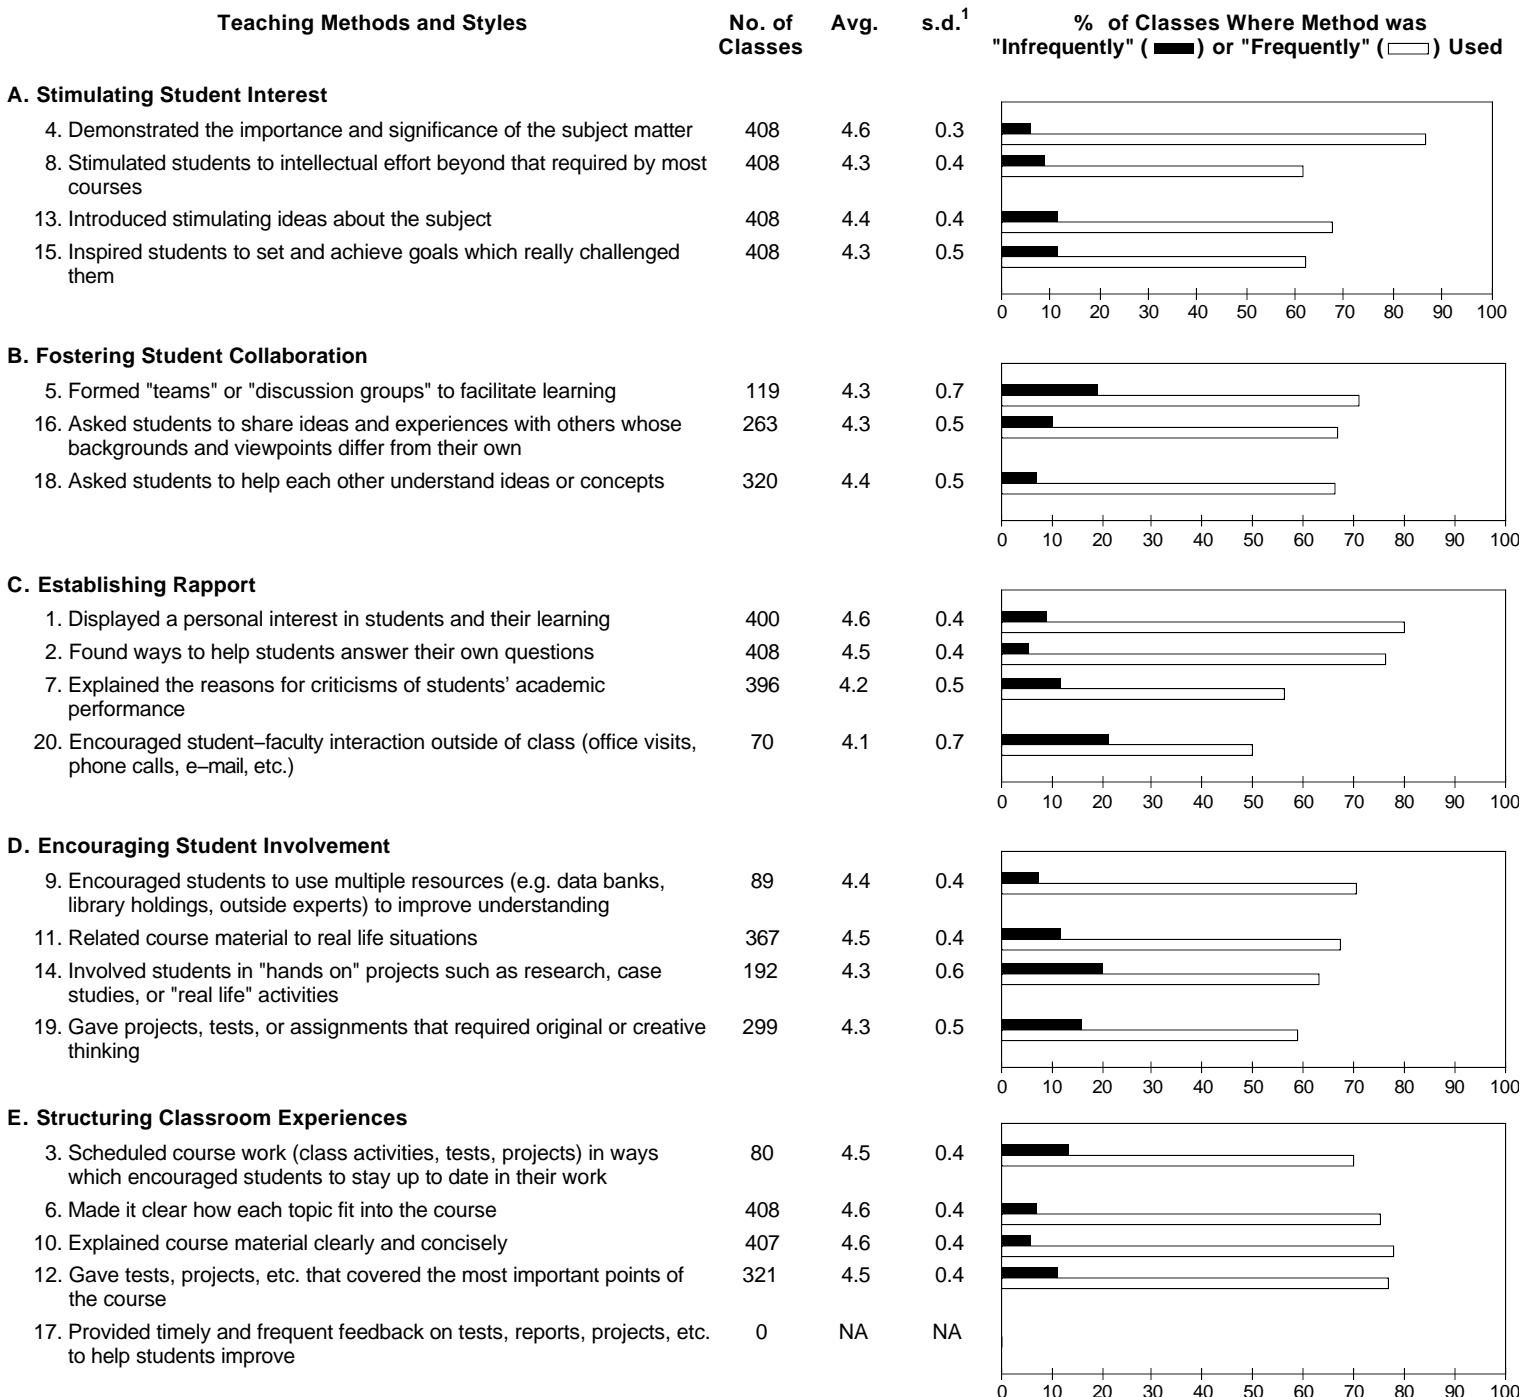 Teaching Methods and Styles No. of Classes Avg. s.d.1 % of Classes Where Method was "Infrequently" ( ) or "Frequently" ( ) Used
A. Stimulating Student Interest
4. Demonstrated the importance and significance of the subject matter 408 4.6 0.3
8. Stimulated students to intellectual effort beyond that required by most 408 4.3 0.4
courses
13. Introduced stimulating ideas about the subject 408 4.4 0.4
15. Inspired students to set and achieve goals which really challenged 408 4.3 0.5
them
0 10 20 30 40 50 60 70 80 90 100
B. Fostering Student Collaboration
5. Formed "teams" or "discussion groups" to facilitate learning 119 4.3 0.7
16. Asked students to share ideas and experiences with others whose 263 4.3 0.5
backgrounds and viewpoints differ from their own
18. Asked students to help each other understand ideas or concepts 320 4.4 0.5
0 10 20 30 40 50 60 70 80 90 100
C. Establishing Rapport
1. Displayed a personal interest in students and their learning 400 4.6 0.4
2. Found ways to help students answer their own questions 408 4.5 0.4
7. Explained the reasons for criticisms of students’ academic 396 4.2 0.5
performance
20. Encouraged student–faculty interaction outside of class (office visits, 70 4.1 0.7
phone calls, e–mail, etc.)
0 10 20 30 40 50 60 70 80 90 100
D. Encouraging Student Involvement
9. Encouraged students to use multiple resources (e.g. data banks, 89 4.4 0.4
library holdings, outside experts) to improve understanding
11. Related course material to real life situations 367 4.5 0.4
14. Involved students in "hands on" projects such as research, case 192 4.3 0.6
studies, or "real life" activities
19. Gave projects, tests, or assignments that required original or creative 299 4.3 0.5
thinking
0 10 20 30 40 50 60 70 80 90 100
E. Structuring Classroom Experiences
3. Scheduled course work (class activities, tests, projects) in ways 80 4.5 0.4
which encouraged students to stay up to date in their work
6. Made it clear how each topic fit into the course 408 4.6 0.4
10. Explained course material clearly and concisely 407 4.6 0.4
12. Gave tests, projects, etc. that covered the most important points of 321 4.5 0.4
the course
17. Provided timely and frequent feedback on tests, reports, projects, etc. 0 NA NA
to help students improve
0 10 20 30 40 50 60 70 80 90 100